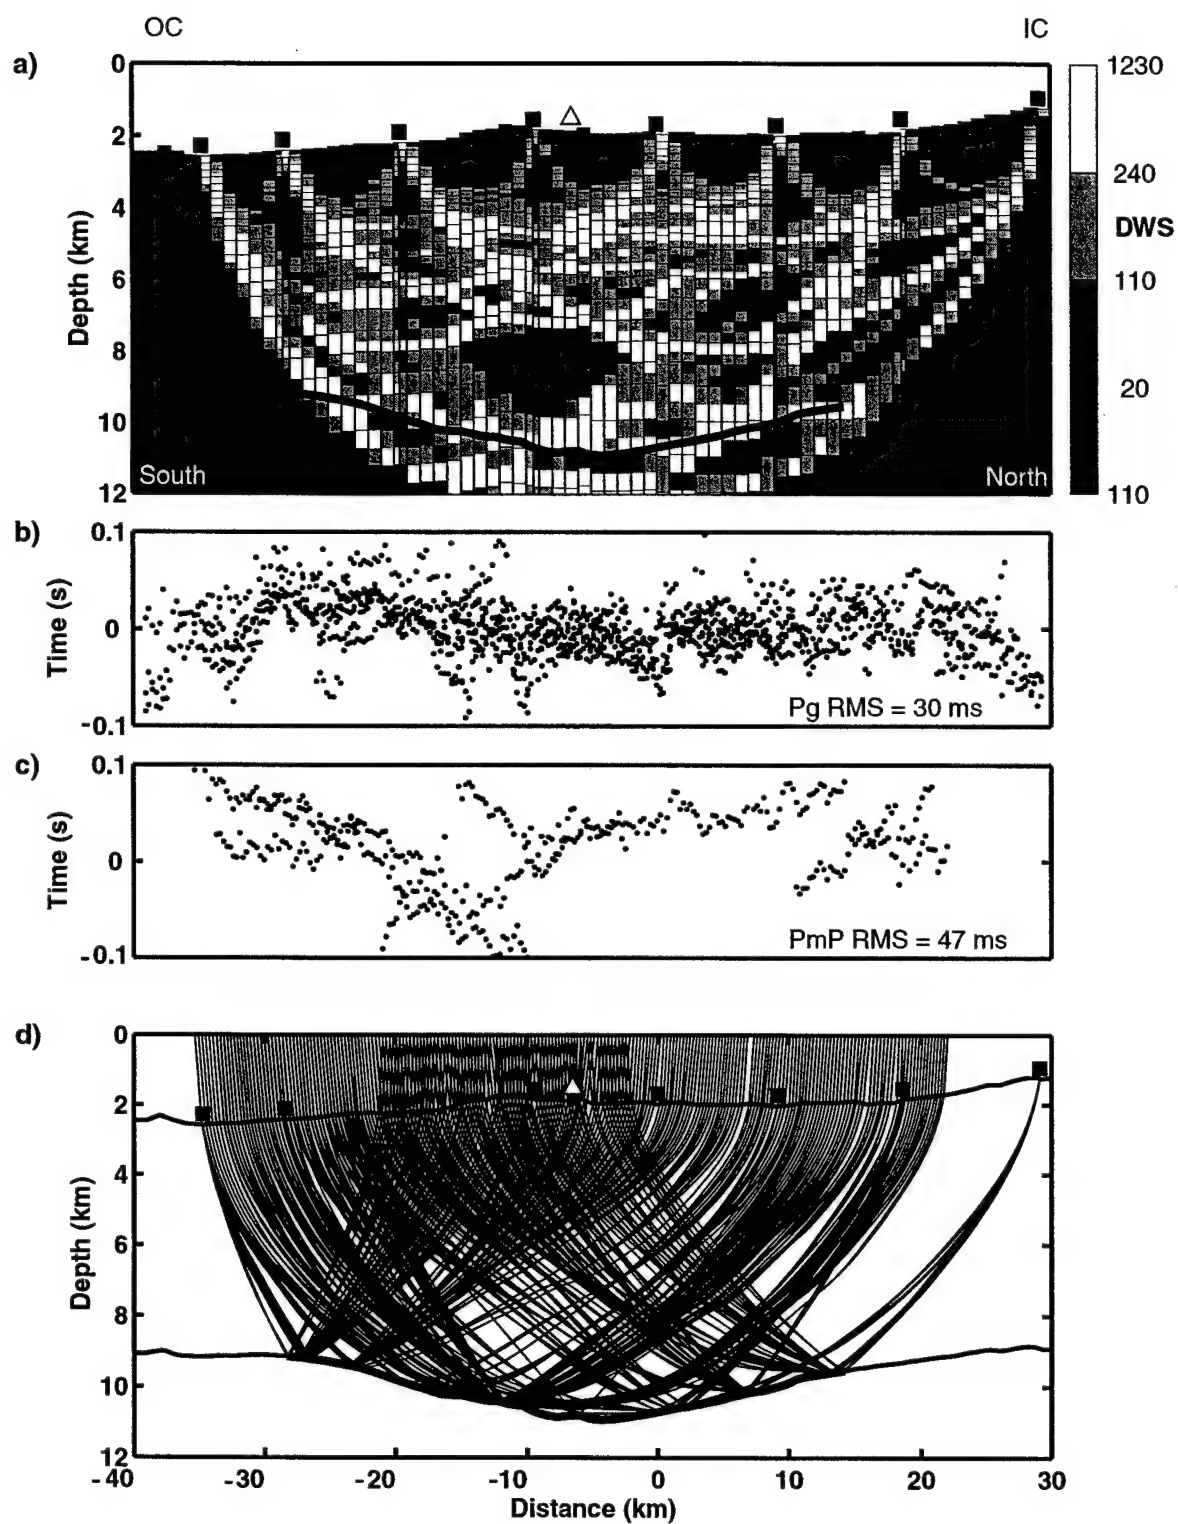 OC IC
a)
0
2
4
6
8
10
12
Depth (km)
South North
1230
240
DWS
110
20
110
b)
0.1
0
-0.1
Time (s)
Pg RMS = 30 ms
c)
0.1
0
-0.1
Time (s)
PmP RMS = 47 ms
d)
0
2
4
6
8
10
12
Depth (km)
-40 -30 -20 -10 0 10 20 30
Distance (km)